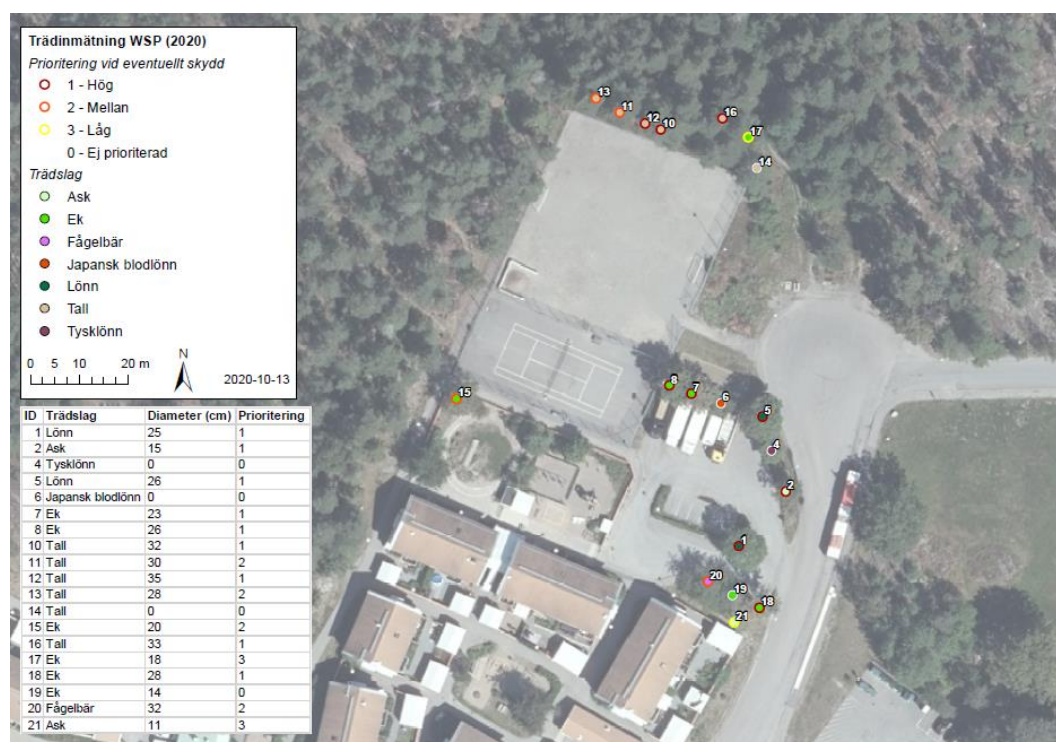 Trädinmätning WSP (2020)
Prioritering vid eventuellt skydd
1 - Hög
2 - Mellan
3 - Låg
0 - Ej prioriterad
Trädslag
Ask
Ek
Fågelbär
Japansk blodlönn
Lönn
Tall
Tysklönn
0 5 10 20 m
N
2020-10-13
ID Trädslag Diameter (cm) Prioritering
1 Lönn 25 1
2 Ask 15 1
4 Tysklönn 0 0
5 Lönn 26 1
6 Japansk blodlönn 0 0
7 Ek 23 1
8 Ek 26 1
10 Tall 32 1
11 Tall 30 2
12 Tall 35 1
13 Tall 28 2
14 Tall 0 0
15 Ek 20 2
16 Tall 33 1
17 Ek 18 3
18 Ek 28 1
19 Ek 14 0
20 Fågelbär 32 2
21 Ask 11 3
13
11
12
10
16
17
14
8
7
6
15
5
4
2
1
20
19
18
21